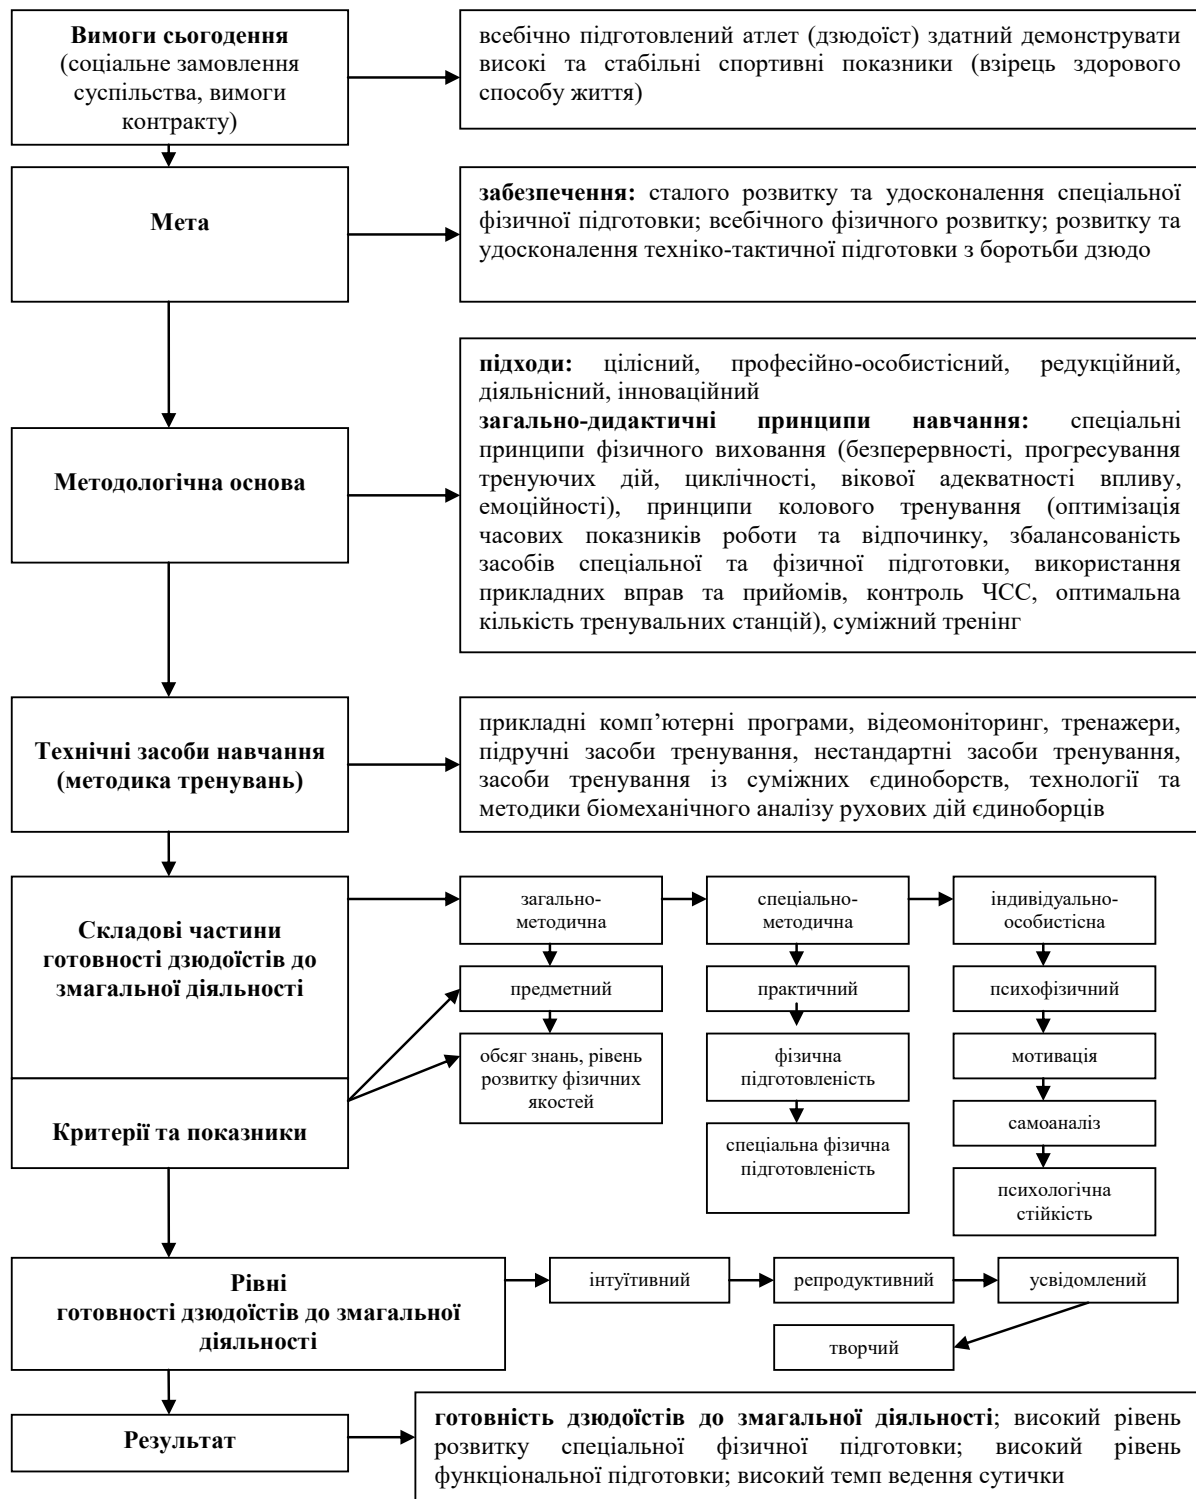 Вимоги сьогодення
(соціальне замовлення
суспільства, вимоги
контракту)
всебічно підготовлений атлет (дзюдоїст) здатний демонструвати
високі та стабільні спортивні показники (взірець здорового
способу життя)
Мета
забезпечення: сталого розвитку та удосконалення спеціальної
фізичної підготовки; всебічного фізичного розвитку; розвитку та
удосконалення техніко-тактичної підготовки з боротьби дзюдо
Методологічна основа
підходи: цілісний, професійно-особистісний, редукційний,
діяльнісний, інноваційний
загально-дидактичні принципи навчання: спеціальні
принципи фізичного виховання (безперервності, прогресування
тренуючих дій, циклічності, вікової адекватності впливу,
емоційності), принципи колового тренування (оптимізація
часових показників роботи та відпочинку, збалансованість
засобів спеціальної та фізичної підготовки, використання
прикладних вправ та прийомів, контроль ЧСС, оптимальна
кількість тренувальних станцій), суміжний тренінг
Технічні засоби навчання
(методика тренувань)
прикладні комп’ютерні програми, відеомоніторинг, тренажери,
підручні засоби тренування, нестандартні засоби тренування,
засоби тренування із суміжних єдиноборств, технології та
методики біомеханічного аналізу рухових дій єдиноборців
Складові частини
готовності дзюдоїстів до
змагальної діяльності
загально-
методична
спеціально-
методична
індивідуально-
особистісна
предметний
практичний
психофізичний
обсяг знань, рівень
розвитку фізичних
якостей
фізична
підготовленість
мотивація
Критерії та показники
спеціальна фізична
підготовленість
самоаналіз
психологічна
стійкість
Рівні
готовності дзюдоїстів до змагальної
діяльності
інтуїтивний
репродуктивний
усвідомлений
творчий
Результат
готовність дзюдоїстів до змагальної діяльності; високий рівень
розвитку спеціальної фізичної підготовки; високий рівень
функціональної підготовки; високий темп ведення сутички